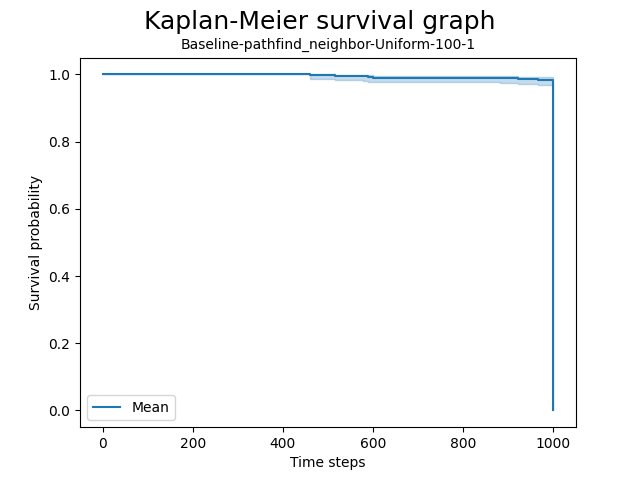 Kaplan-Meier survival graph
Baseline-pathfind_neighbor-Uniform-100-1
1.0
0.8
0.6
0.4
0.2
0.0
Survival probability
Mean
0 200 400 600 800 1000
Time steps